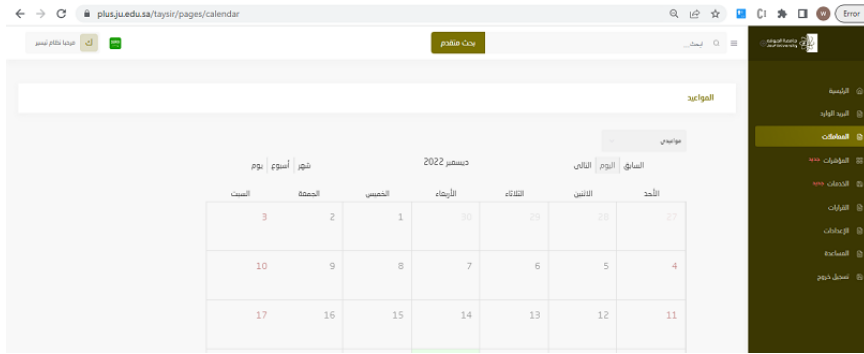 plus.ju.edu.sa/taysir/pages/calendar
Error
جامعة الجوف
ابحث...
بحث متقدم
مرحبا نظام تيسير
ك
الرئيسية
البريد الوارد
المعاملات
المؤشرات
الخدمات
القرارات
الإعدادات
المساعدة
تسجيل خروج
المواعيد
مواعيدي
السابق اليوم التالي
ديسمبر 2022
شهر أسبوع يوم
الأحد الاثنين الثلاثاء الأربعاء الخميس الجمعة السبت
27 28 29 30 1 2 3
4 5 6 7 8 9 10
11 12 13 14 15 16 17